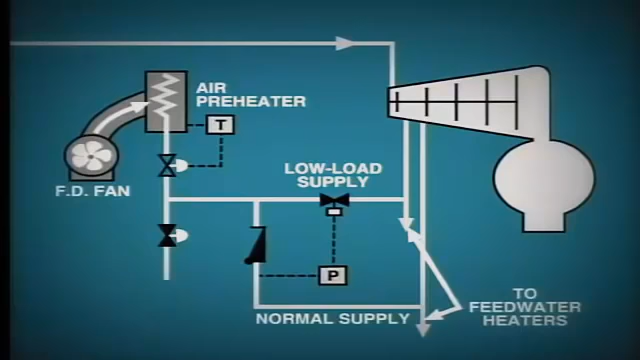 AIR
PREHEATER
T
F.D. FAN
LOW-LOAD
SUPPLY
P
NORMAL SUPPLY
TO
FEEDWATER
HEATERS